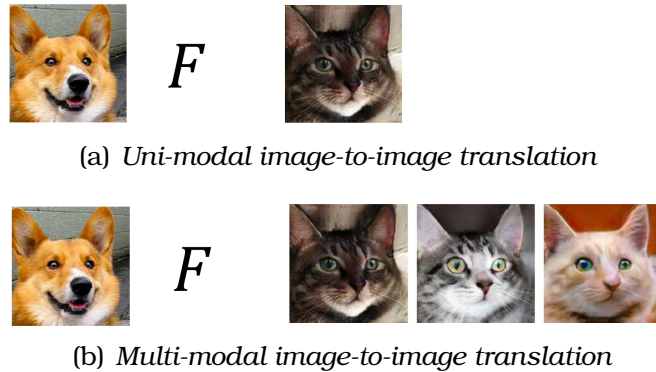 F
(a) Uni-modal image-to-image translation
F
(b) Multi-modal image-to-image translation